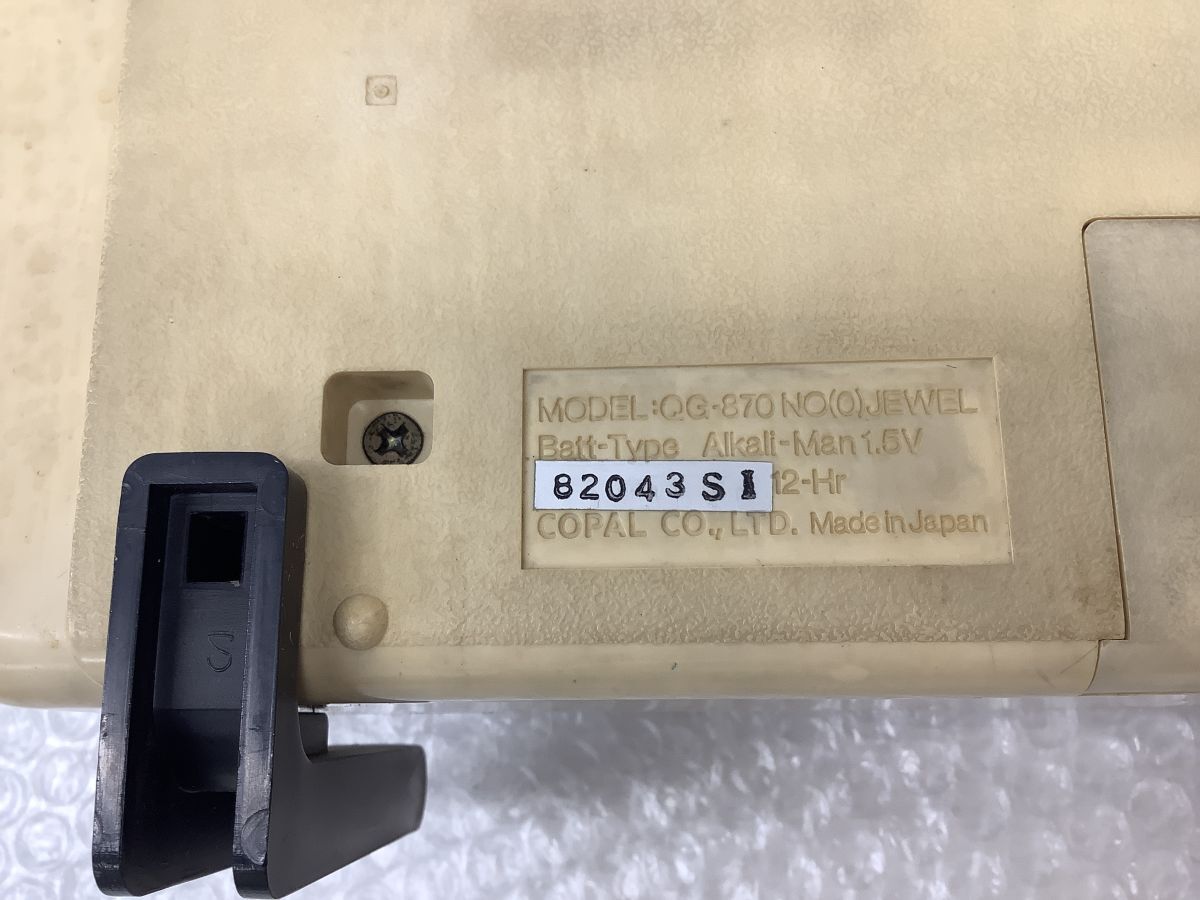 MODEL:QG-870 NO(0)JEWEL
Batt-Type Alkali-Man 1.5V
82043 S I 12-Hr
COPAL CO., LTD. Made in Japan